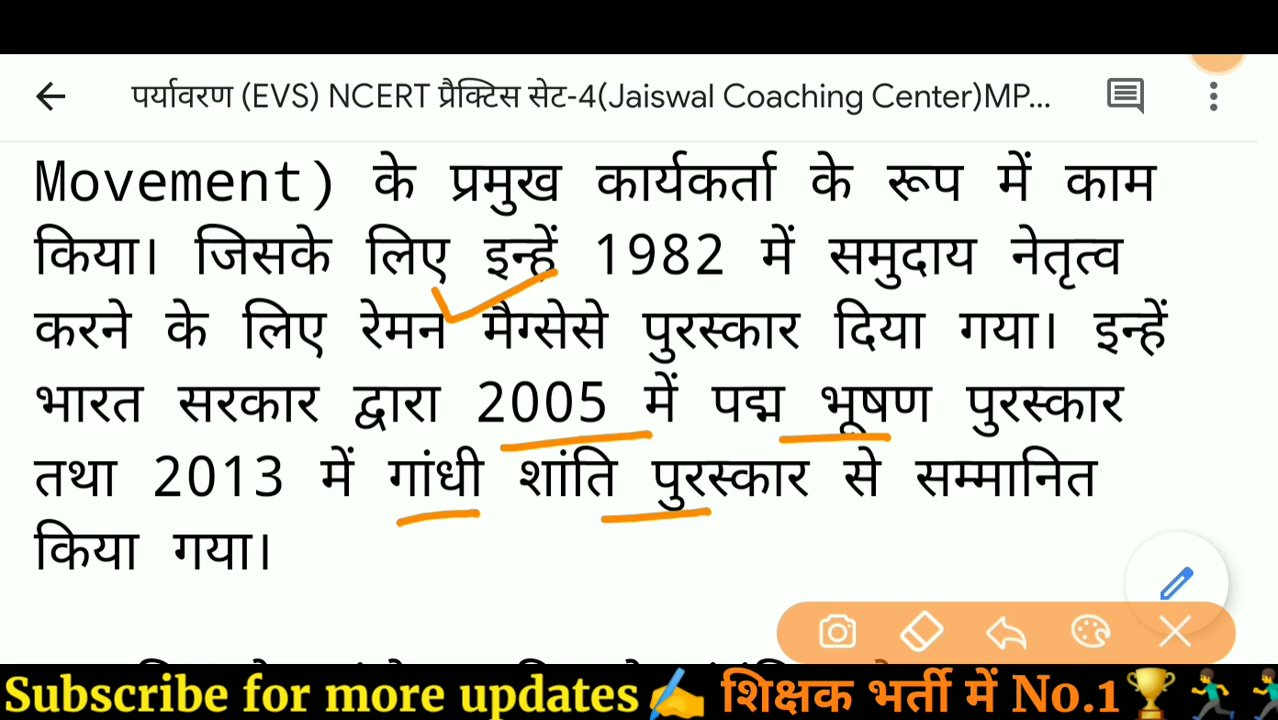 पर्यावरण (EVS) NCERT प्रैक्टिस सेट-4(Jaiswal Coaching Center)MP...
Movement) के प्रमुख कार्यकर्ता के रूप में काम
किया। जिसके लिए इन्हें 1982 में समुदाय नेतृत्व
करने के लिए रेमन मैग्सेसे पुरस्कार दिया गया। इन्हें
भारत सरकार द्वारा 2005 में पद्म भूषण पुरस्कार
तथा 2013 में गांधी शांति पुरस्कार से सम्मानित
किया गया।
Subscribe for more updates✍️ शिक्षक भर्ती में No.1🏆🏃🏃